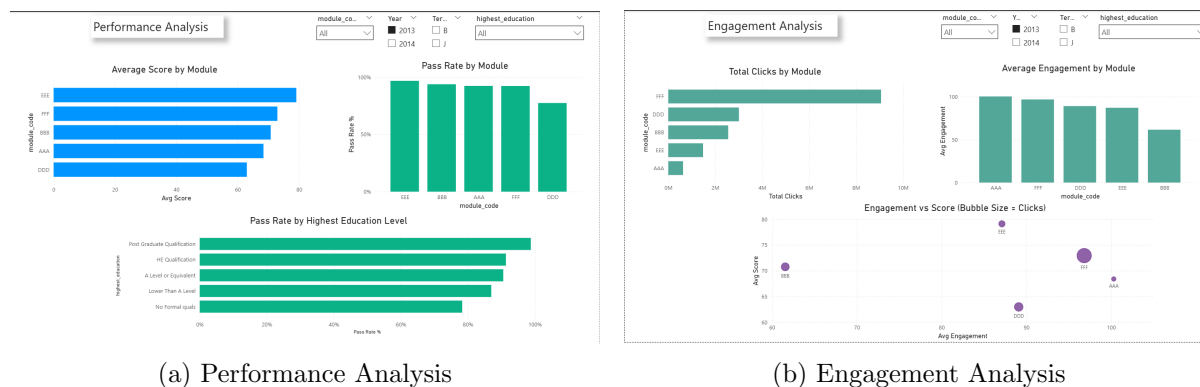 Performance Analysis
module_co...
All
Year
2013
2014
Ter...
B
J
highest_education
All
Average Score by Module
module_code
EEE
FFF
BBB
AAA
DDD
0
20
40
60
80
Avg Score
Pass Rate by Module
Pass Rate %
100%
50%
0%
EEE
BBB
AAA
FFF
DDD
module_code
Pass Rate by Highest Education Level
highest_education
Post Graduate Qualification
HE Qualification
A Level or Equivalent
Lower Than A Level
No Formal quals
0%
20%
40%
60%
80%
100%
Pass Rate %
(a) Performance Analysis
Engagement Analysis
module_c...
All
Y...
2013
2014
Ter...
B
J
highest_education
All
Total Clicks by Module
module_code
FFF
DDD
BBB
EEE
AAA
0M
2M
4M
6M
8M
10M
Total Clicks
Average Engagement by Module
Avg Engagement
100
50
0
AAA
FFF
DDD
EEE
BBB
module_code
Engagement vs Score (Bubble Size = Clicks)
Avg Score
80
75
70
65
60
EEE
BBB
FFF
AAA
DDD
60
70
80
90
100
Avg Engagement
(b) Engagement Analysis